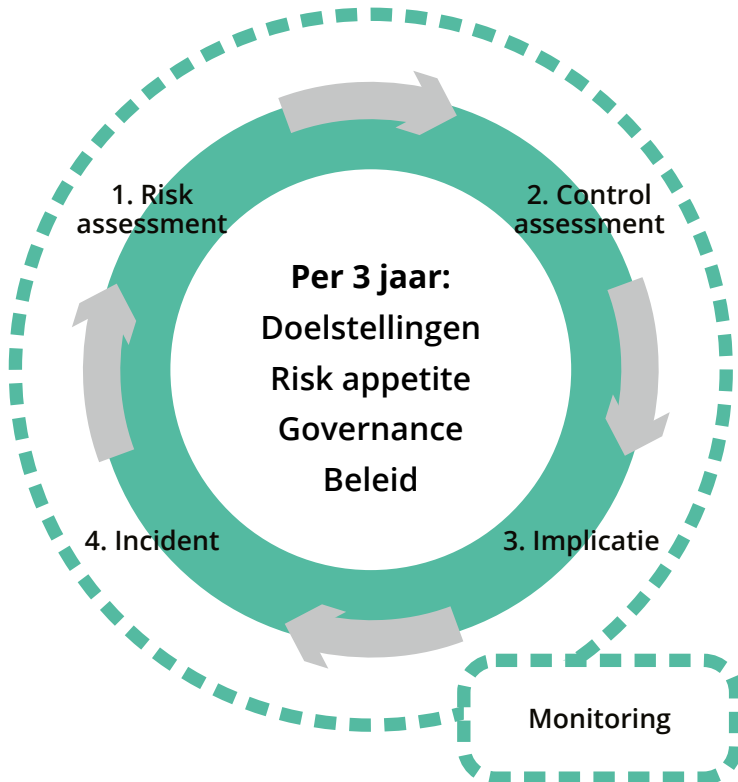 1. Risk
assessment
2. Control
assessment
Per 3 jaar:
Doelstellingen
Risk appetite
Governance
Beleid
4. Incident
3. Implicatie
Monitoring